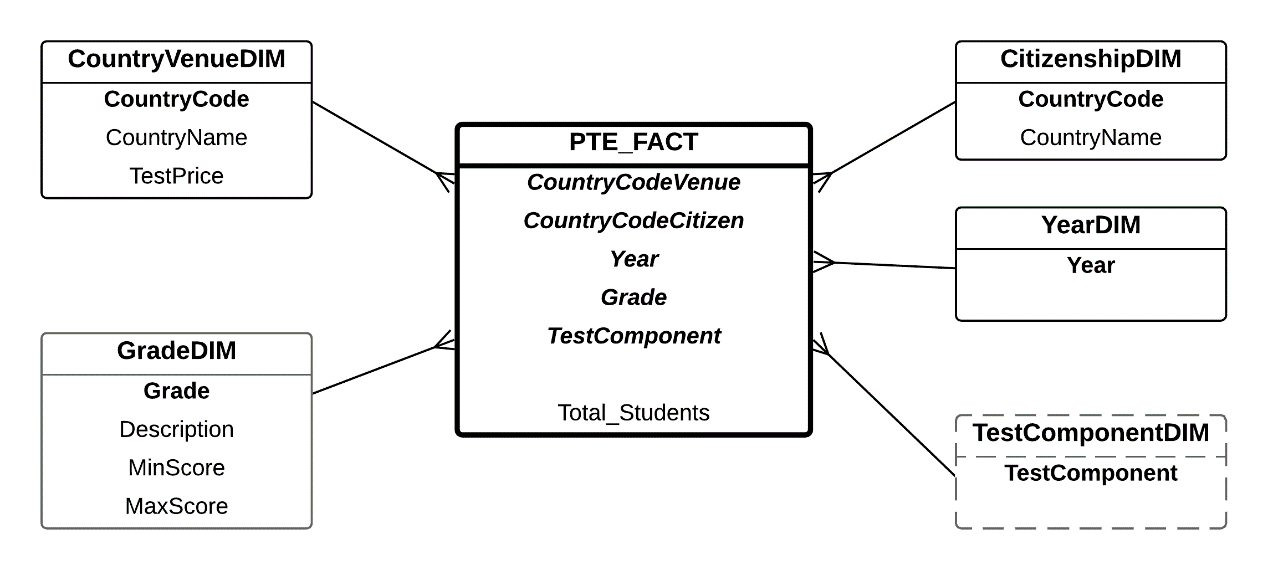 CountryVenueDIM
CountryCode
CountryName
TestPrice
GradeDIM
Grade
Description
MinScore
MaxScore
PTE_FACT
CountryCodeVenue
CountryCodeCitizen
Year
Grade
TestComponent
Total_Students
CitizenshipDIM
CountryCode
CountryName
YearDIM
Year
TestComponentDIM
TestComponent